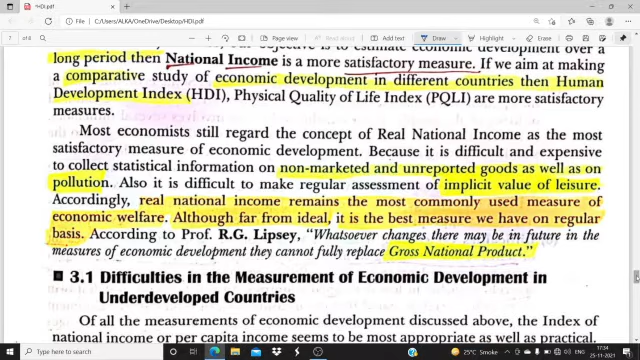 *HDI.pdf
File | C:/Users/ALKA/OneDrive/Desktop/HDI.pdf
7 of 8
Draw
long period then National Income is a more satisfactory measure. If we aim at making
a comparative study of economic development in different countries then Human
Development Index (HDI), Physical Quality of Life Index (PQLI) are more satisfactory
measures.
Most economists still regard the concept of Real National Income as the most
satisfactory measure of economic development. Because it is difficult and expensive
to collect statistical information on non-marketed and unreported goods as well as on
pollution. Also it is difficult to make regular assessment of implicit value of leisure.
Accordingly, real national income remains the most commonly used measure of
economic welfare. Although far from ideal, it is the best measure we have on regular
basis. According to Prof. R.G. Lipsey, "Whatsoever changes there may be in future in the
measures of economic development they cannot fully replace Gross National Product."
3.1 Difficulties in the Measurement of Economic Development in
Underdeveloped Countries
Of all the measurements of economic development discussed above, the Index of
national income or per capita income seems to be most appropriate as well as practical.
Type here to search
ENG
17:34
25-11-2021